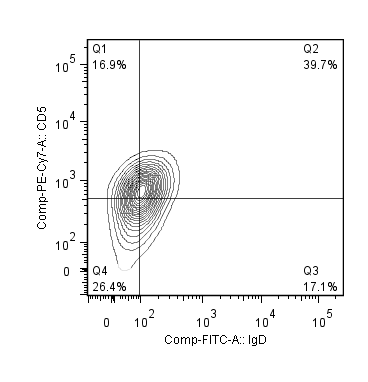 Q1
16.9%
Q2
39.7%
10^5
10^4
10^3
10^2
0
Comp-PE-Cy7-A:: CD5
Q4
26.4%
Q3
17.1%
0 10^2 10^3 10^4 10^5
Comp-FITC-A:: IgD